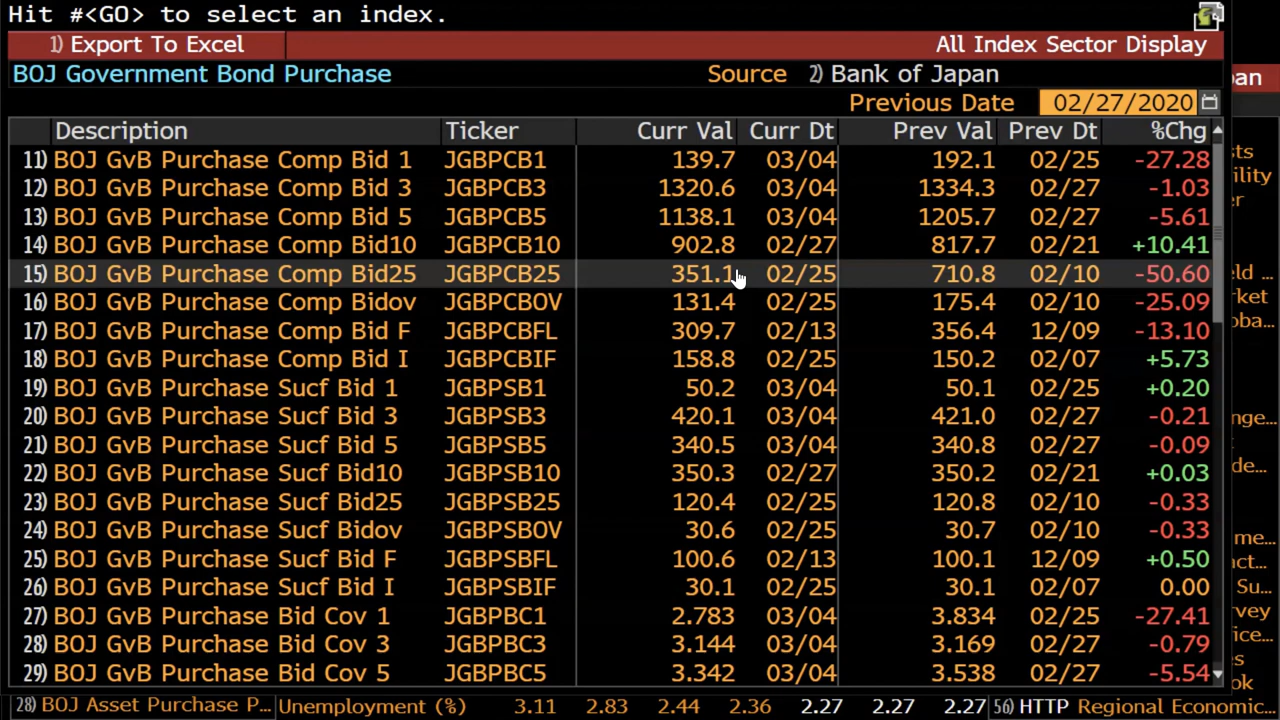 Hit #<GO> to select an index.
1) Export To Excel All Index Sector Display
BOJ Government Bond Purchase Source 2) Bank of Japan
Previous Date 02/27/2020
Description Ticker Curr Val Curr Dt Prev Val Prev Dt %Chg
11) BOJ GvB Purchase Comp Bid 1 JGBPCB1 139.7 03/04 192.1 02/25 -27.28
12) BOJ GvB Purchase Comp Bid 3 JGBPCB3 1320.6 03/04 1334.3 02/27 -1.03
13) BOJ GvB Purchase Comp Bid 5 JGBPCB5 1138.1 03/04 1205.7 02/27 -5.61
14) BOJ GvB Purchase Comp Bid10 JGBPCB10 902.8 02/27 817.7 02/21 +10.41
15) BOJ GvB Purchase Comp Bid25 JGBPCB25 351.1 02/25 710.8 02/10 -50.60
16) BOJ GvB Purchase Comp Bidov JGBPCBOV 131.4 02/25 175.4 02/10 -25.09
17) BOJ GvB Purchase Comp Bid F JGBPCBFL 309.7 02/13 356.4 12/09 -13.10
18) BOJ GvB Purchase Comp Bid I JGBPCBIF 158.8 02/25 150.2 02/07 +5.73
19) BOJ GvB Purchase Sucf Bid 1 JGBPSB1 50.2 03/04 50.1 02/25 +0.20
20) BOJ GvB Purchase Sucf Bid 3 JGBPSB3 420.1 03/04 421.0 02/27 -0.21
21) BOJ GvB Purchase Sucf Bid 5 JGBPSB5 340.5 03/04 340.8 02/27 -0.09
22) BOJ GvB Purchase Sucf Bid10 JGBPSB10 350.3 02/27 350.2 02/21 +0.03
23) BOJ GvB Purchase Sucf Bid25 JGBPSB25 120.4 02/25 120.8 02/10 -0.33
24) BOJ GvB Purchase Sucf Bidov JGBPSBOV 30.6 02/25 30.7 02/10 -0.33
25) BOJ GvB Purchase Sucf Bid F JGBPSBFL 100.6 02/13 100.1 12/09 +0.50
26) BOJ GvB Purchase Sucf Bid I JGBPSBIF 30.1 02/25 30.1 02/07 0.00
27) BOJ GvB Purchase Bid Cov 1 JGBPBC1 2.783 03/04 3.834 02/25 -27.41
28) BOJ GvB Purchase Bid Cov 3 JGBPBC3 3.144 03/04 3.169 02/27 -0.79
29) BOJ GvB Purchase Bid Cov 5 JGBPBC5 3.342 03/04 3.538 02/27 -5.54
28) BOJ Asset Purchase P... Unemployment (%) 3.11 2.83 2.44 2.36 2.27 2.27 2.27 56) HTTP Regional Economic...